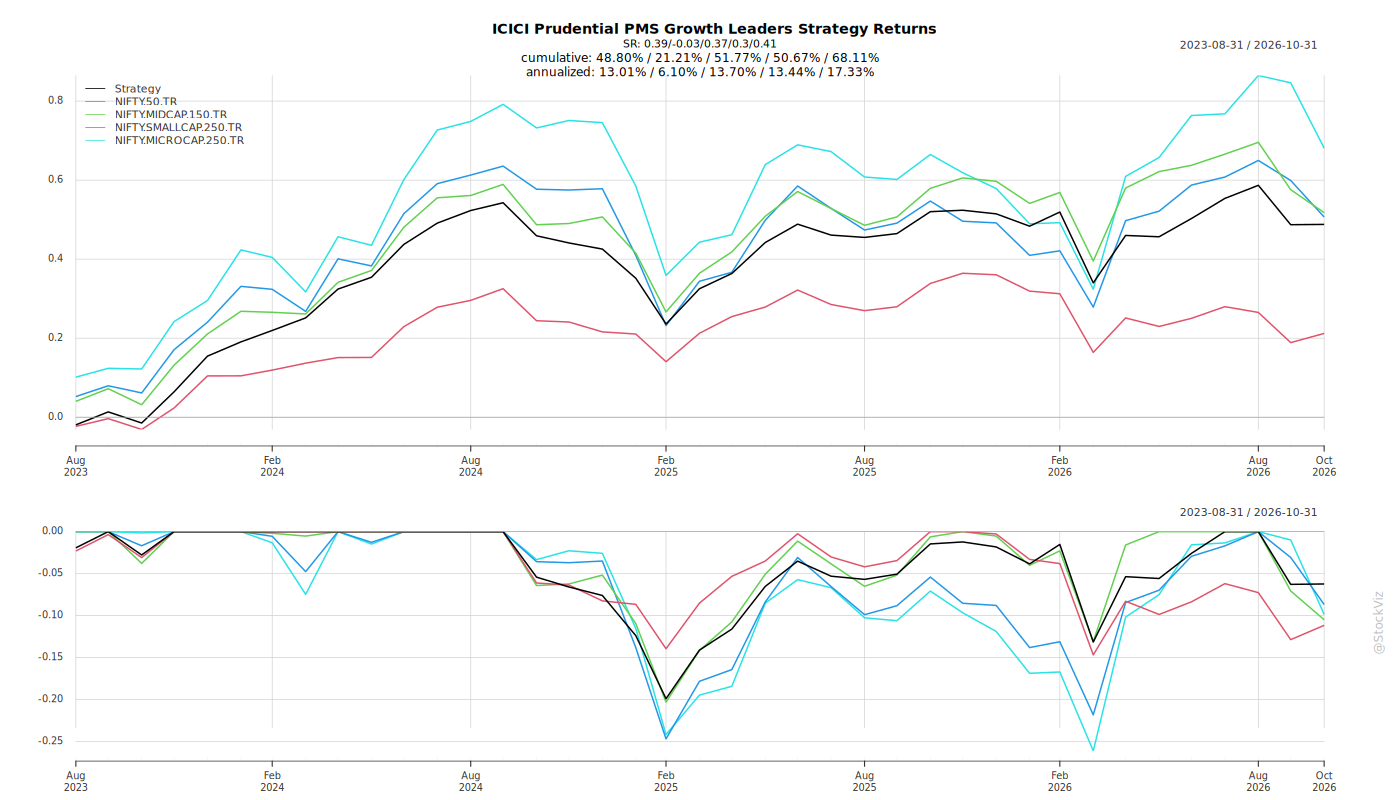 ICICI Prudential PMS Growth Leaders Strategy Returns
SR: 0.39/-0.03/0.37/0.3/0.41
cumulative: 48.80% / 21.21% / 51.77% / 50.67% / 68.11%
annualized: 13.01% / 6.10% / 13.70% / 13.44% / 17.33%
2023-08-31 / 2026-10-31
Strategy
NIFTY.50.TR
NIFTY.MIDCAP.150.TR
NIFTY.SMALLCAP.250.TR
NIFTY.MICROCAP.250.TR
0.8
0.6
0.4
0.2
0.0
Aug Feb Aug Feb Aug Feb Aug Oct
2023 2024 2024 2025 2025 2026 2026 2026
2023-08-31 / 2026-10-31
0.00
-0.05
-0.10
-0.15
-0.20
-0.25
Aug Feb Aug Feb Aug Feb Aug Oct
2023 2024 2024 2025 2025 2026 2026 2026
@StockViz